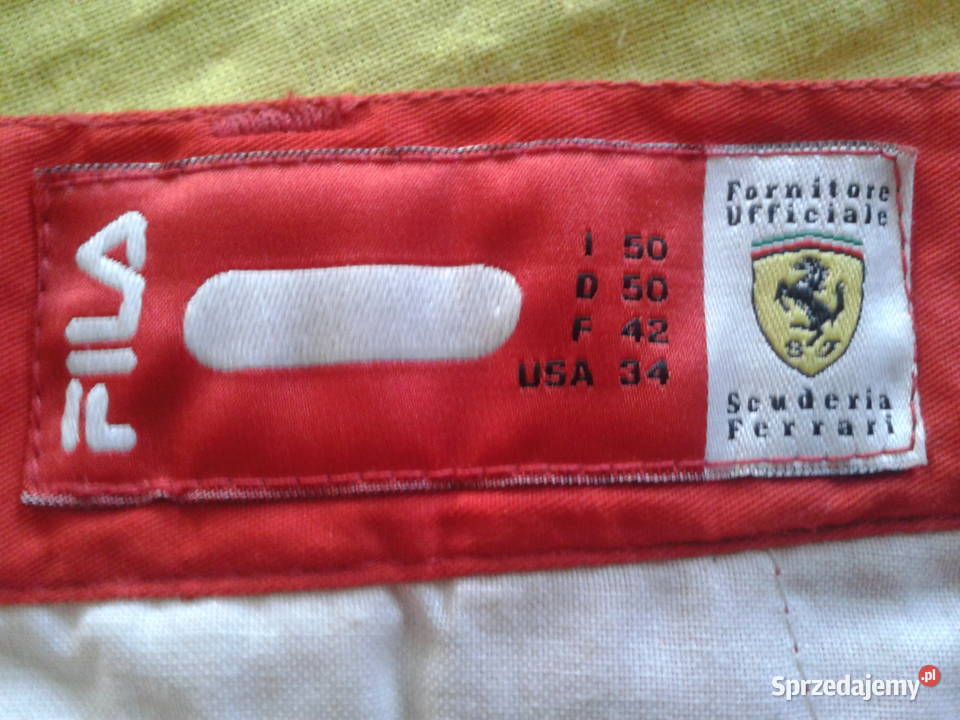 FILA
I 50
D 50
F 42
USA 34
Fornitore
Ufficiale
S F
Scuderia
Ferrari
Sprzedajemy.pl